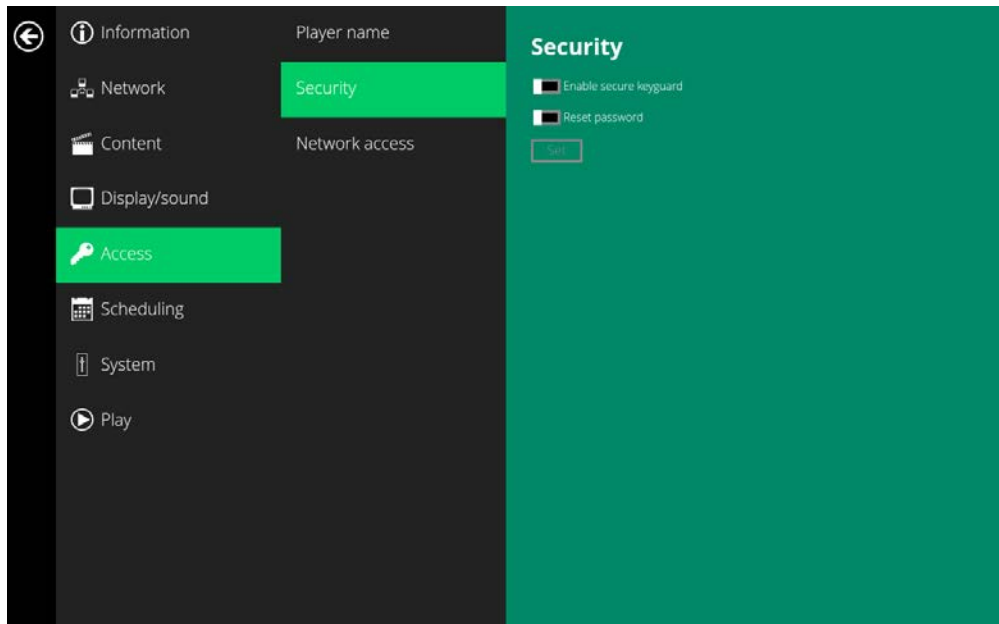 Information
Network
Content
Display/sound
Access
Scheduling
System
Play
Player name
Security
Network access
Security
Enable secure keyguard
Reset password
Set